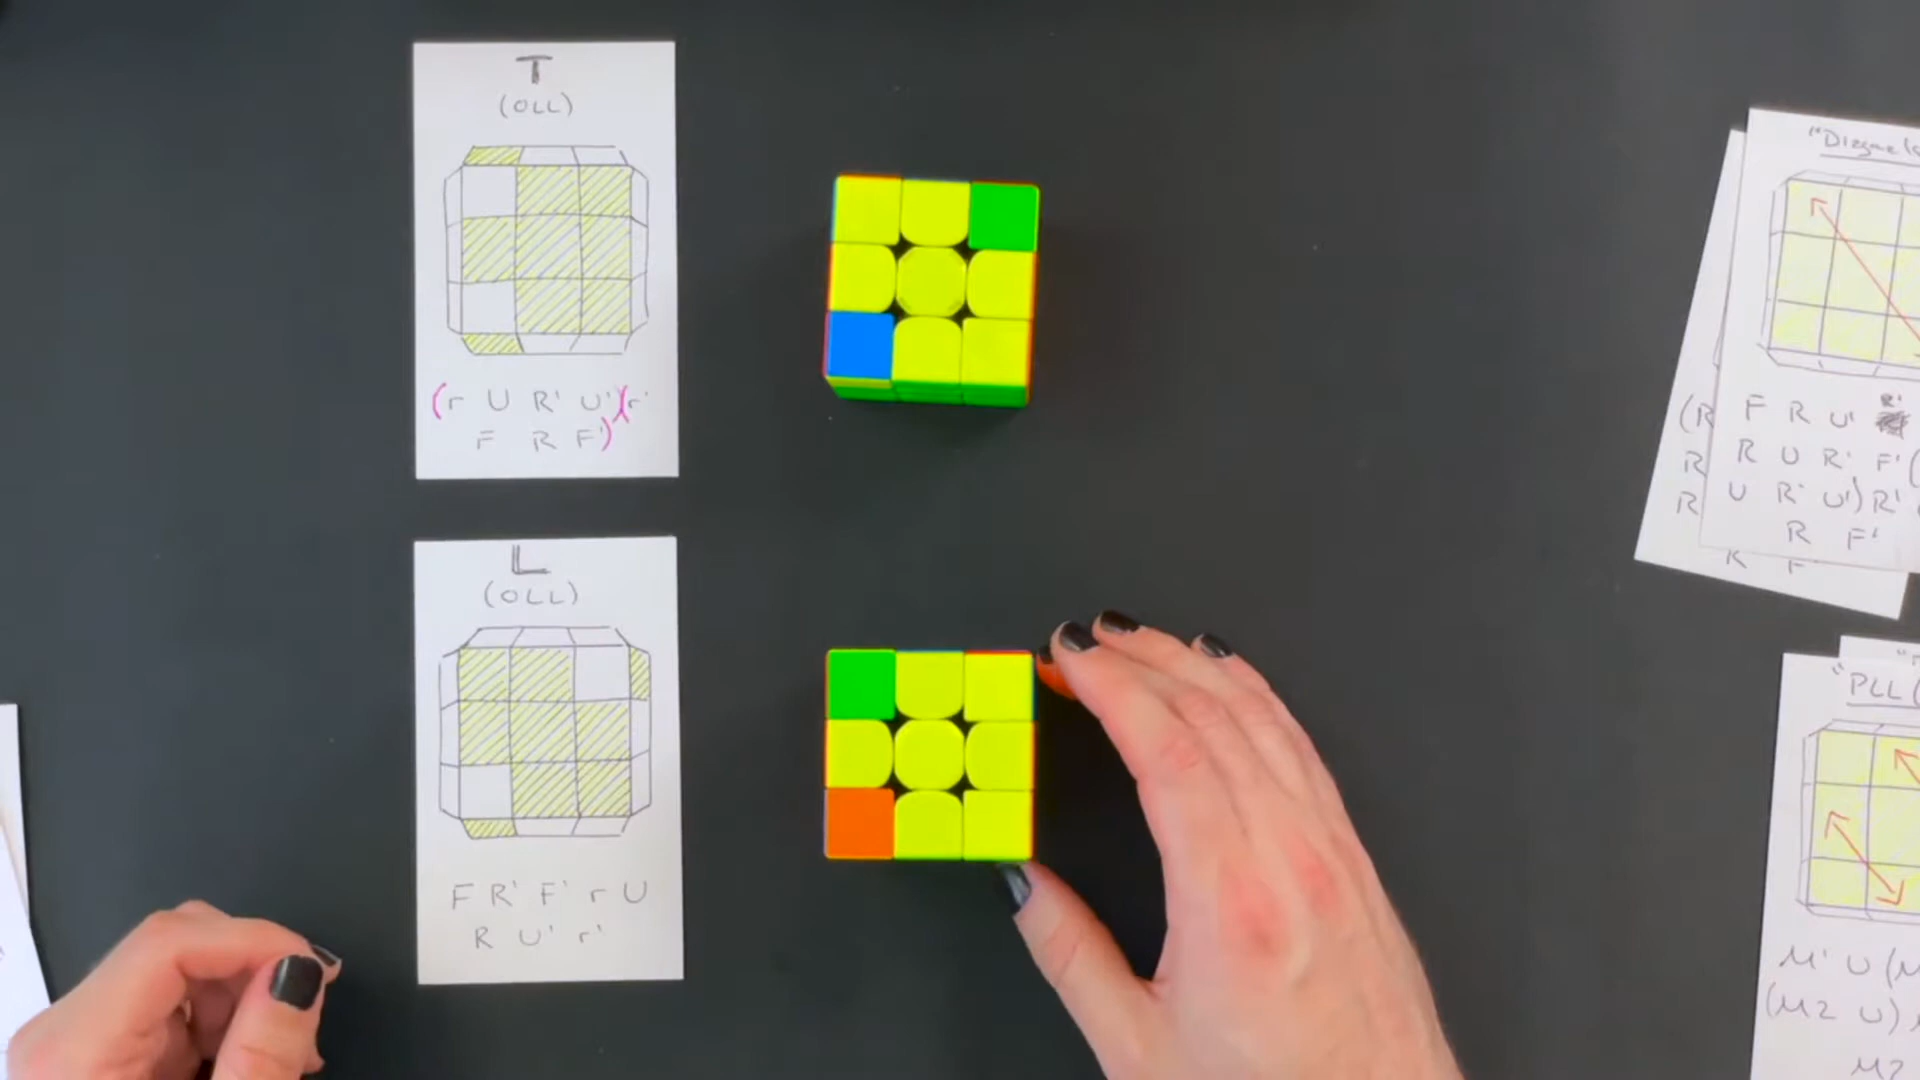 T
(OLL)
(r U R' U')(r'
F R F')
L
(OLL)
F R' F' r U
R U' r'
F R U' R'
R U R' F' (
U R' U') R'
R F'
(R
R
R
R F
"PLL (
M' U (M
(M2 U)
M2